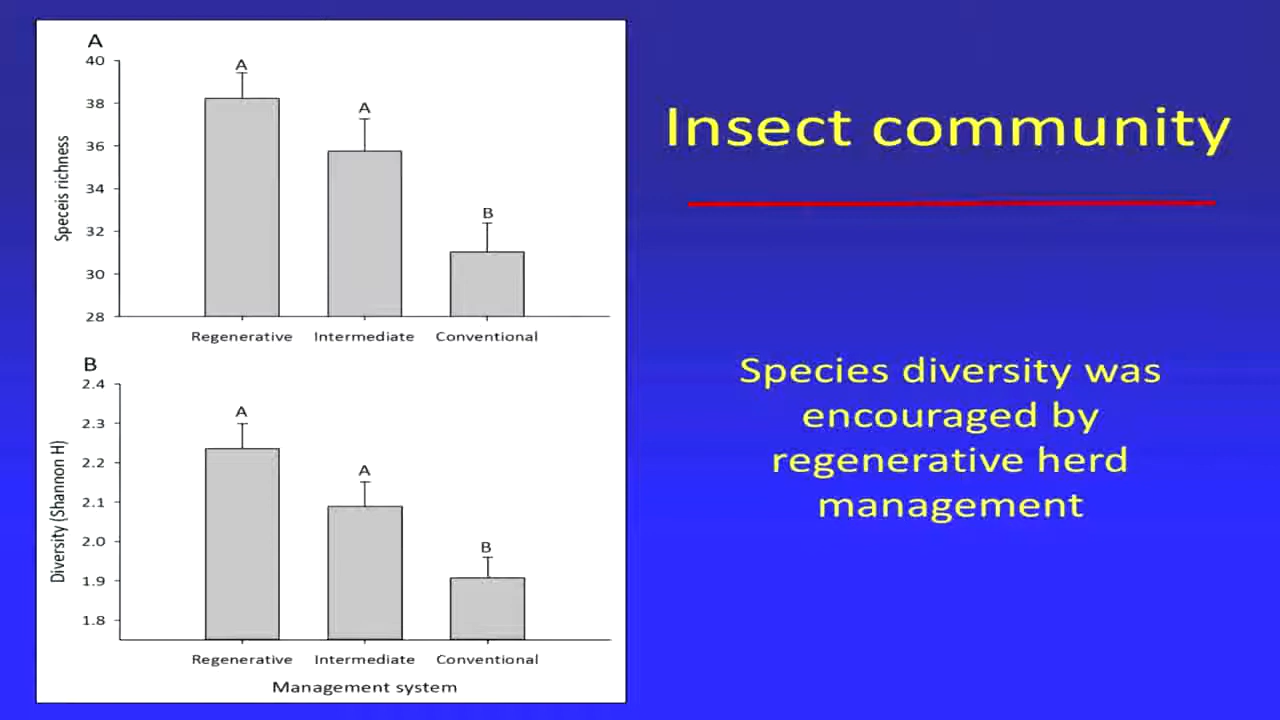 A
40
38
36
34
32
30
28
Speceis richness
A
A
B
Regenerative Intermediate Conventional
B
2.4
2.3
2.2
2.1
2.0
1.9
1.8
Diversity (Shannon H)
A
A
B
Regenerative Intermediate Conventional
Management system
Insect community
Species diversity was
encouraged by
regenerative herd
management